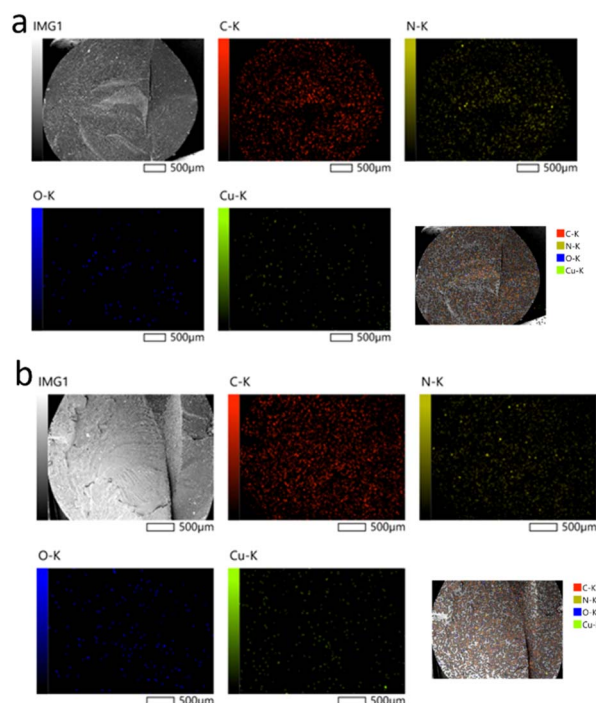 a
IMG1
C-K
N-K
500μm
500μm
500μm
O-K
Cu-K
C-K
N-K
O-K
Cu-K
500μm
500μm
b
IMG1
C-K
N-K
500μm
500μm
500μm
O-K
Cu-K
C-K
N-K
O-K
Cu-
500μm
500μm